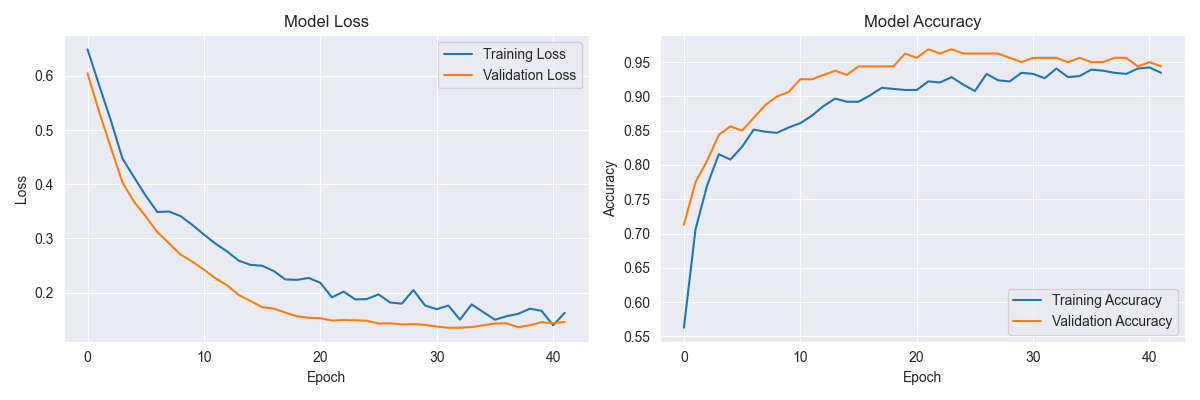 Model Loss
Training Loss
Validation Loss
0.6
0.5
0.4
0.3
0.2
Loss
0
10
20
30
40
Epoch
Model Accuracy
0.95
0.90
0.85
0.80
0.75
0.70
0.65
0.60
0.55
Accuracy
Training Accuracy
Validation Accuracy
0
10
20
30
40
Epoch